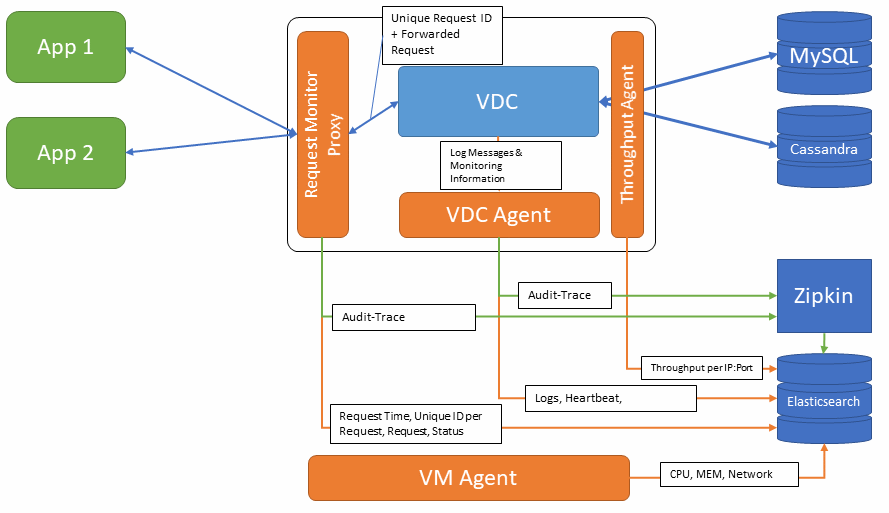 Unique Request ID
+ Forwarded
Request
App 1
App 2
Request Monitor
Proxy
VDC
Throughput Agent
MySQL
Cassandra
Log Messages &
Monitoring
Information
VDC Agent
Zipkin
Audit-Trace
Audit-Trace
Throughput per IP:Port
Elasticsearch
Logs, Heartbeat,
Request Time, Unique ID per
Request, Request, Status
VM Agent
CPU, MEM, Network